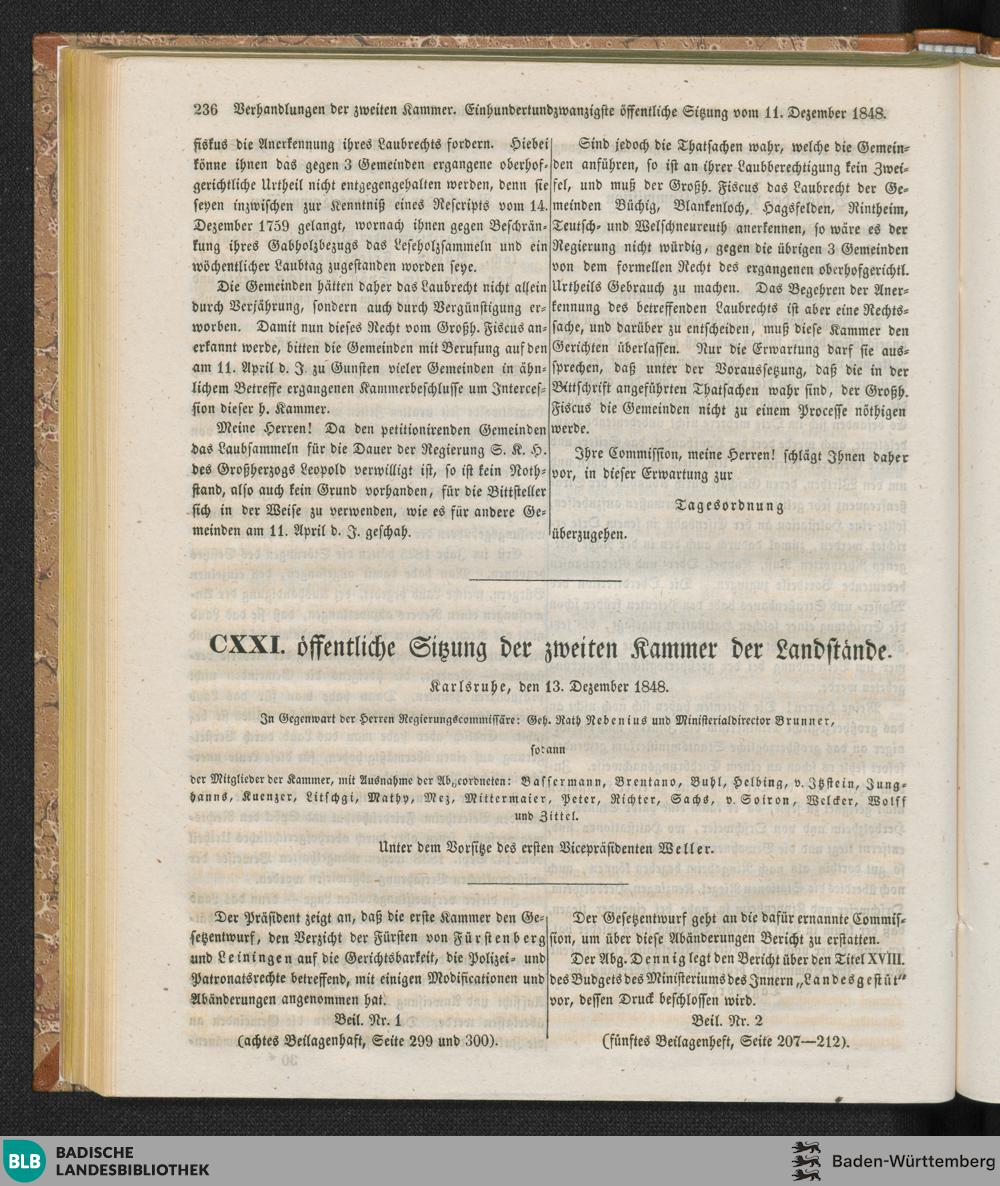 236 Verhandlungen der zweiten Kammer. Einhundertundzwanzigste öffentliche Sitzung vom 11. Dezember 1848.
fiskus die Anerkennung ihres Laubrechts fordern. Hiebei
könne ihnen das gegen 3 Gemeinden ergangene oberhof-
gerichtliche Urtheil nicht entgegengehalten werden, denn sie
seyen inzwischen zur Kenntniß eines Rescripts vom 14.
Dezember 1759 gelangt, wornach ihnen gegen Beschrän-
kung ihres Gabholzbezugs das Leseholzsammeln und ein
wöchentlicher Laubtag zugestanden worden seye.
Die Gemeinden hätten daher das Laubrecht nicht allein
durch Verjährung, sondern auch durch Vergünstigung er-
worben. Damit nun dieses Recht vom Großh. Fiscus an-
erkannt werde, bitten die Gemeinden mit Berufung auf den
am 11. April d. J. zu Gunsten vieler Gemeinden in ähn-
lichem Betreffe ergangenen Kammerbeschlusse um Interces-
sion dieser h. Kammer.
Meine Herren! Da den petitionirenden Gemeinden
das Laubsammeln für die Dauer der Regierung S. K. H.
des Großherzogs Leopold verwilligt ist, so ist kein Noth-
stand, also auch kein Grund vorhanden, für die Bittsteller
sich in der Weise zu verwenden, wie es für andere Ge-
meinden am 11. April d. J. geschah.
Sind jedoch die Thatsachen wahr, welche die Gemein-
den anführen, so ist an ihrer Laubberechtigung kein Zwei-
fel, und muß der Großh. Fiscus das Laubrecht der Ge-
meinden Büchig, Blankenloch, Hagsfelden, Rintheim,
Teutsch- und Welschneureuth anerkennen, so wäre es der
Regierung nicht würdig, gegen die übrigen 3 Gemeinden
von dem formellen Recht des ergangenen oberhofgerichtl.
Urtheils Gebrauch zu machen. Das Begehren der Aner-
kennung des betreffenden Laubrechts ist aber eine Rechts-
sache, und darüber zu entscheiden, muß diese Kammer den
Gerichten überlassen. Nur die Erwartung darf sie aus-
sprechen, daß unter der Voraussetzung, daß die in der
Bittschrift angeführten Thatsachen wahr sind, der Großh.
Fiscus die Gemeinden nicht zu einem Processe nöthigen
werde.
Ihre Commission, meine Herren! schlägt Ihnen daher
vor, in dieser Erwartung zur
Tagesordnung
überzugehen.
CXXI. öffentliche Sitzung der zweiten Kammer der Landstände.
Karlsruhe, den 13. Dezember 1848.
In Gegenwart der Herren Regierungscommissäre: Geh. Rath Nebenius und Ministerialdirector Brunner,
sodann
der Mitglieder der Kammer, mit Ausnahme der Abgeordneten: Bassermann, Brentano, Buhl, Helbing, v. Itzstein, Jung-
hanns, Kuenzer, Litschgi, Mathy, Mez, Mittermaier, Peter, Richter, Sachs, v. Soiron, Welcker, Wolff
und Zittel.
Unter dem Vorsitze des ersten Vicepräsidenten Weller.
Der Präsident zeigt an, daß die erste Kammer den Ge-
setzentwurf, den Verzicht der Fürsten von Fürstenberg
und Leiningen auf die Gerichtsbarkeit, die Polizei- und
Patronatsrechte betreffend, mit einigen Modificationen und
Abänderungen angenommen hat.
Beil. Nr. 1
(achtes Beilagenhaft, Seite 299 und 300).
Der Gesetzentwurf geht an die dafür ernannte Commis-
sion, um über diese Abänderungen Bericht zu erstatten.
Der Abg. Dennig legt den Bericht über den Titel XVIII.
des Budgets des Ministeriums des Innern „Landesgestüt"
vor, dessen Druck beschlossen wird.
Beil. Nr. 2
(fünftes Beilagenheft, Seite 207—212).
BLB BADISCHE
LANDESBIBLIOTHEK
Baden-Württemberg